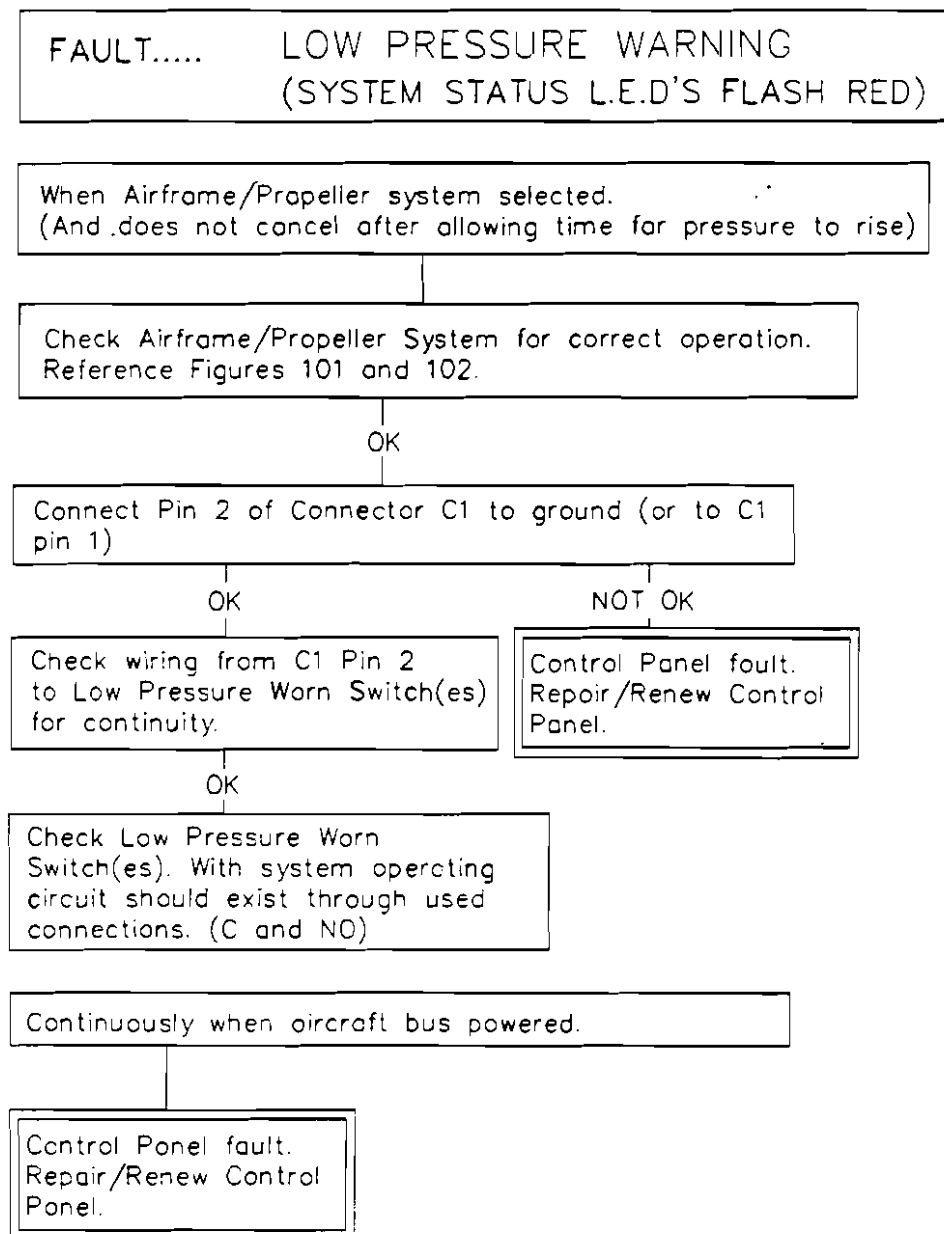 FAULT..... LOW PRESSURE WARNING
(SYSTEM STATUS L.E.D'S FLASH RED)
When Airframe/Propeller system selected.
(And .does not cancel after allowing time for pressure to rise)
Check Airframe/Propeller System for correct operation.
Reference Figures 101 and 102.
OK
Connect Pin 2 of Connector C1 to ground (or to C1
pin 1)
OK
NOT OK
Check wiring from C1 Pin 2
to Low Pressure Warn Switch(es)
for continuity.
Control Panel fault.
Repair/Renew Control
Panel.
OK
Check Low Pressure Warn
Switch(es). With system operating
circuit should exist through used
connections. (C and NO)
Continuously when aircraft bus powered.
Control Panel fault.
Repair/Renew Control
Panel.